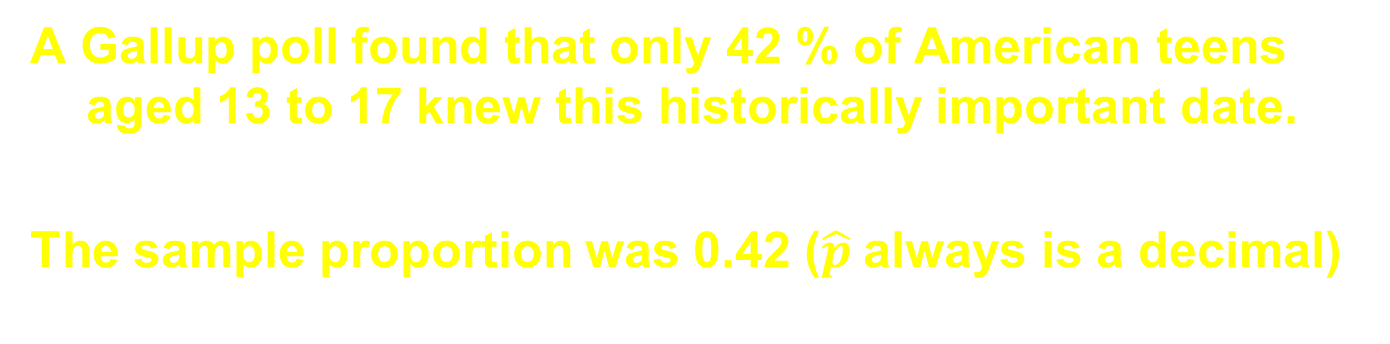 A Gallup poll found that only 42 % of American teens
aged 13 to 17 knew this historically important date.
The sample proportion was 0.42 (p̂ always is a decimal)